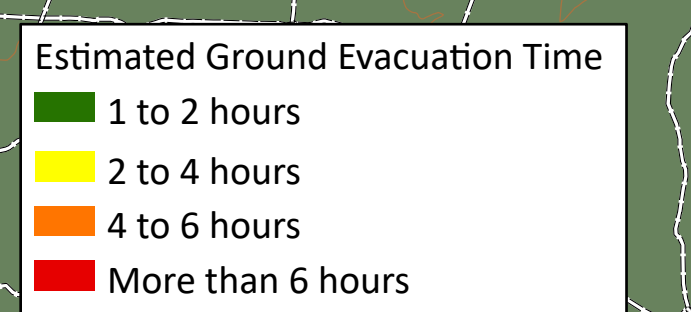 Estimated Ground Evacuation Time
1 to 2 hours
2 to 4 hours
4 to 6 hours
More than 6 hours